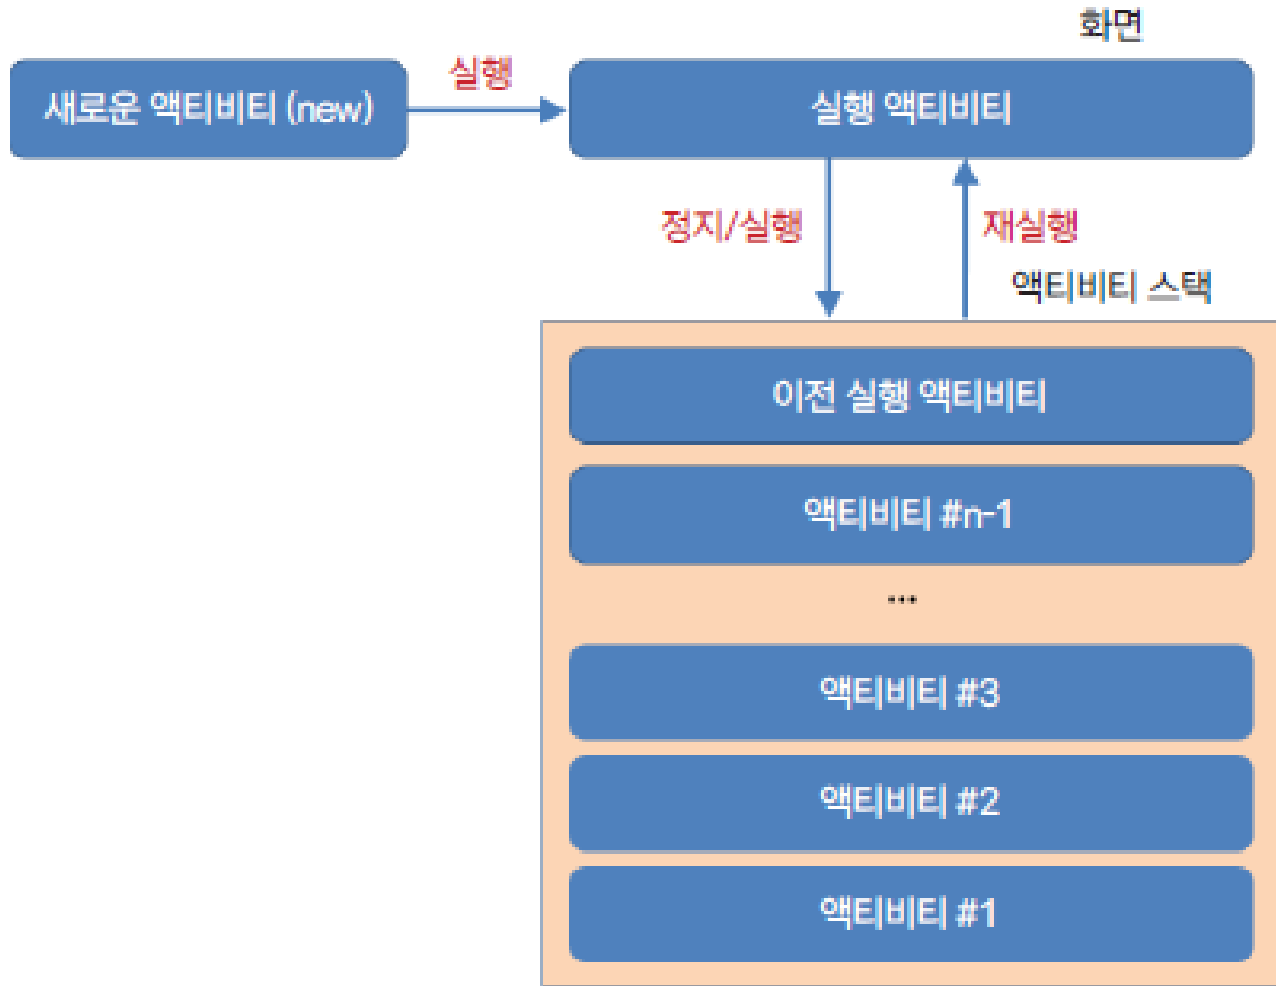 화면
새로운 액티비티 (new)
실행
실행 액티비티
정지/실행
재실행
액티비티 스택
이전 실행 액티비티
액티비티 #n-1
...
액티비티 #3
액티비티 #2
액티비티 #1